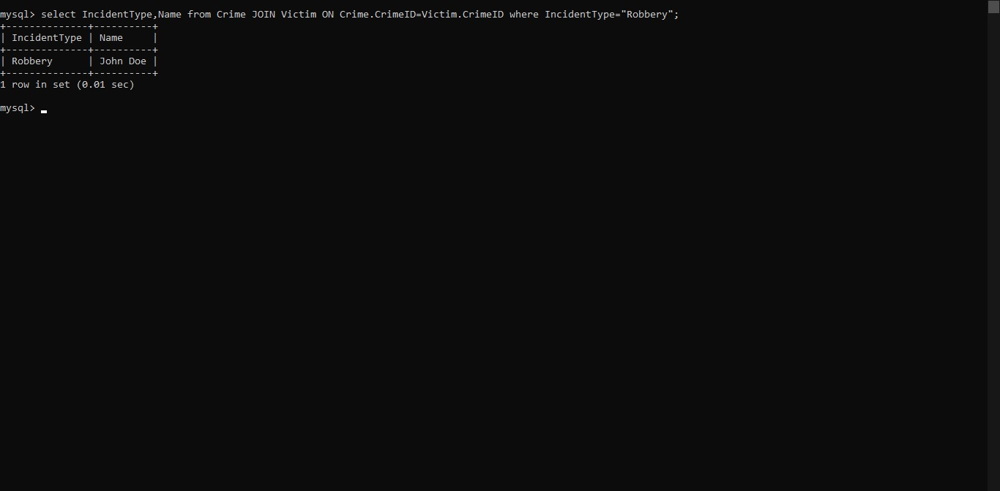 mysql> select IncidentType,Name from Crime JOIN Victim ON Crime.CrimeID=Victim.CrimeID where IncidentType="Robbery";
+--------------+----------+
| IncidentType | Name     |
+--------------+----------+
| Robbery      | John Doe |
+--------------+----------+
1 row in set (0.01 sec)
mysql>